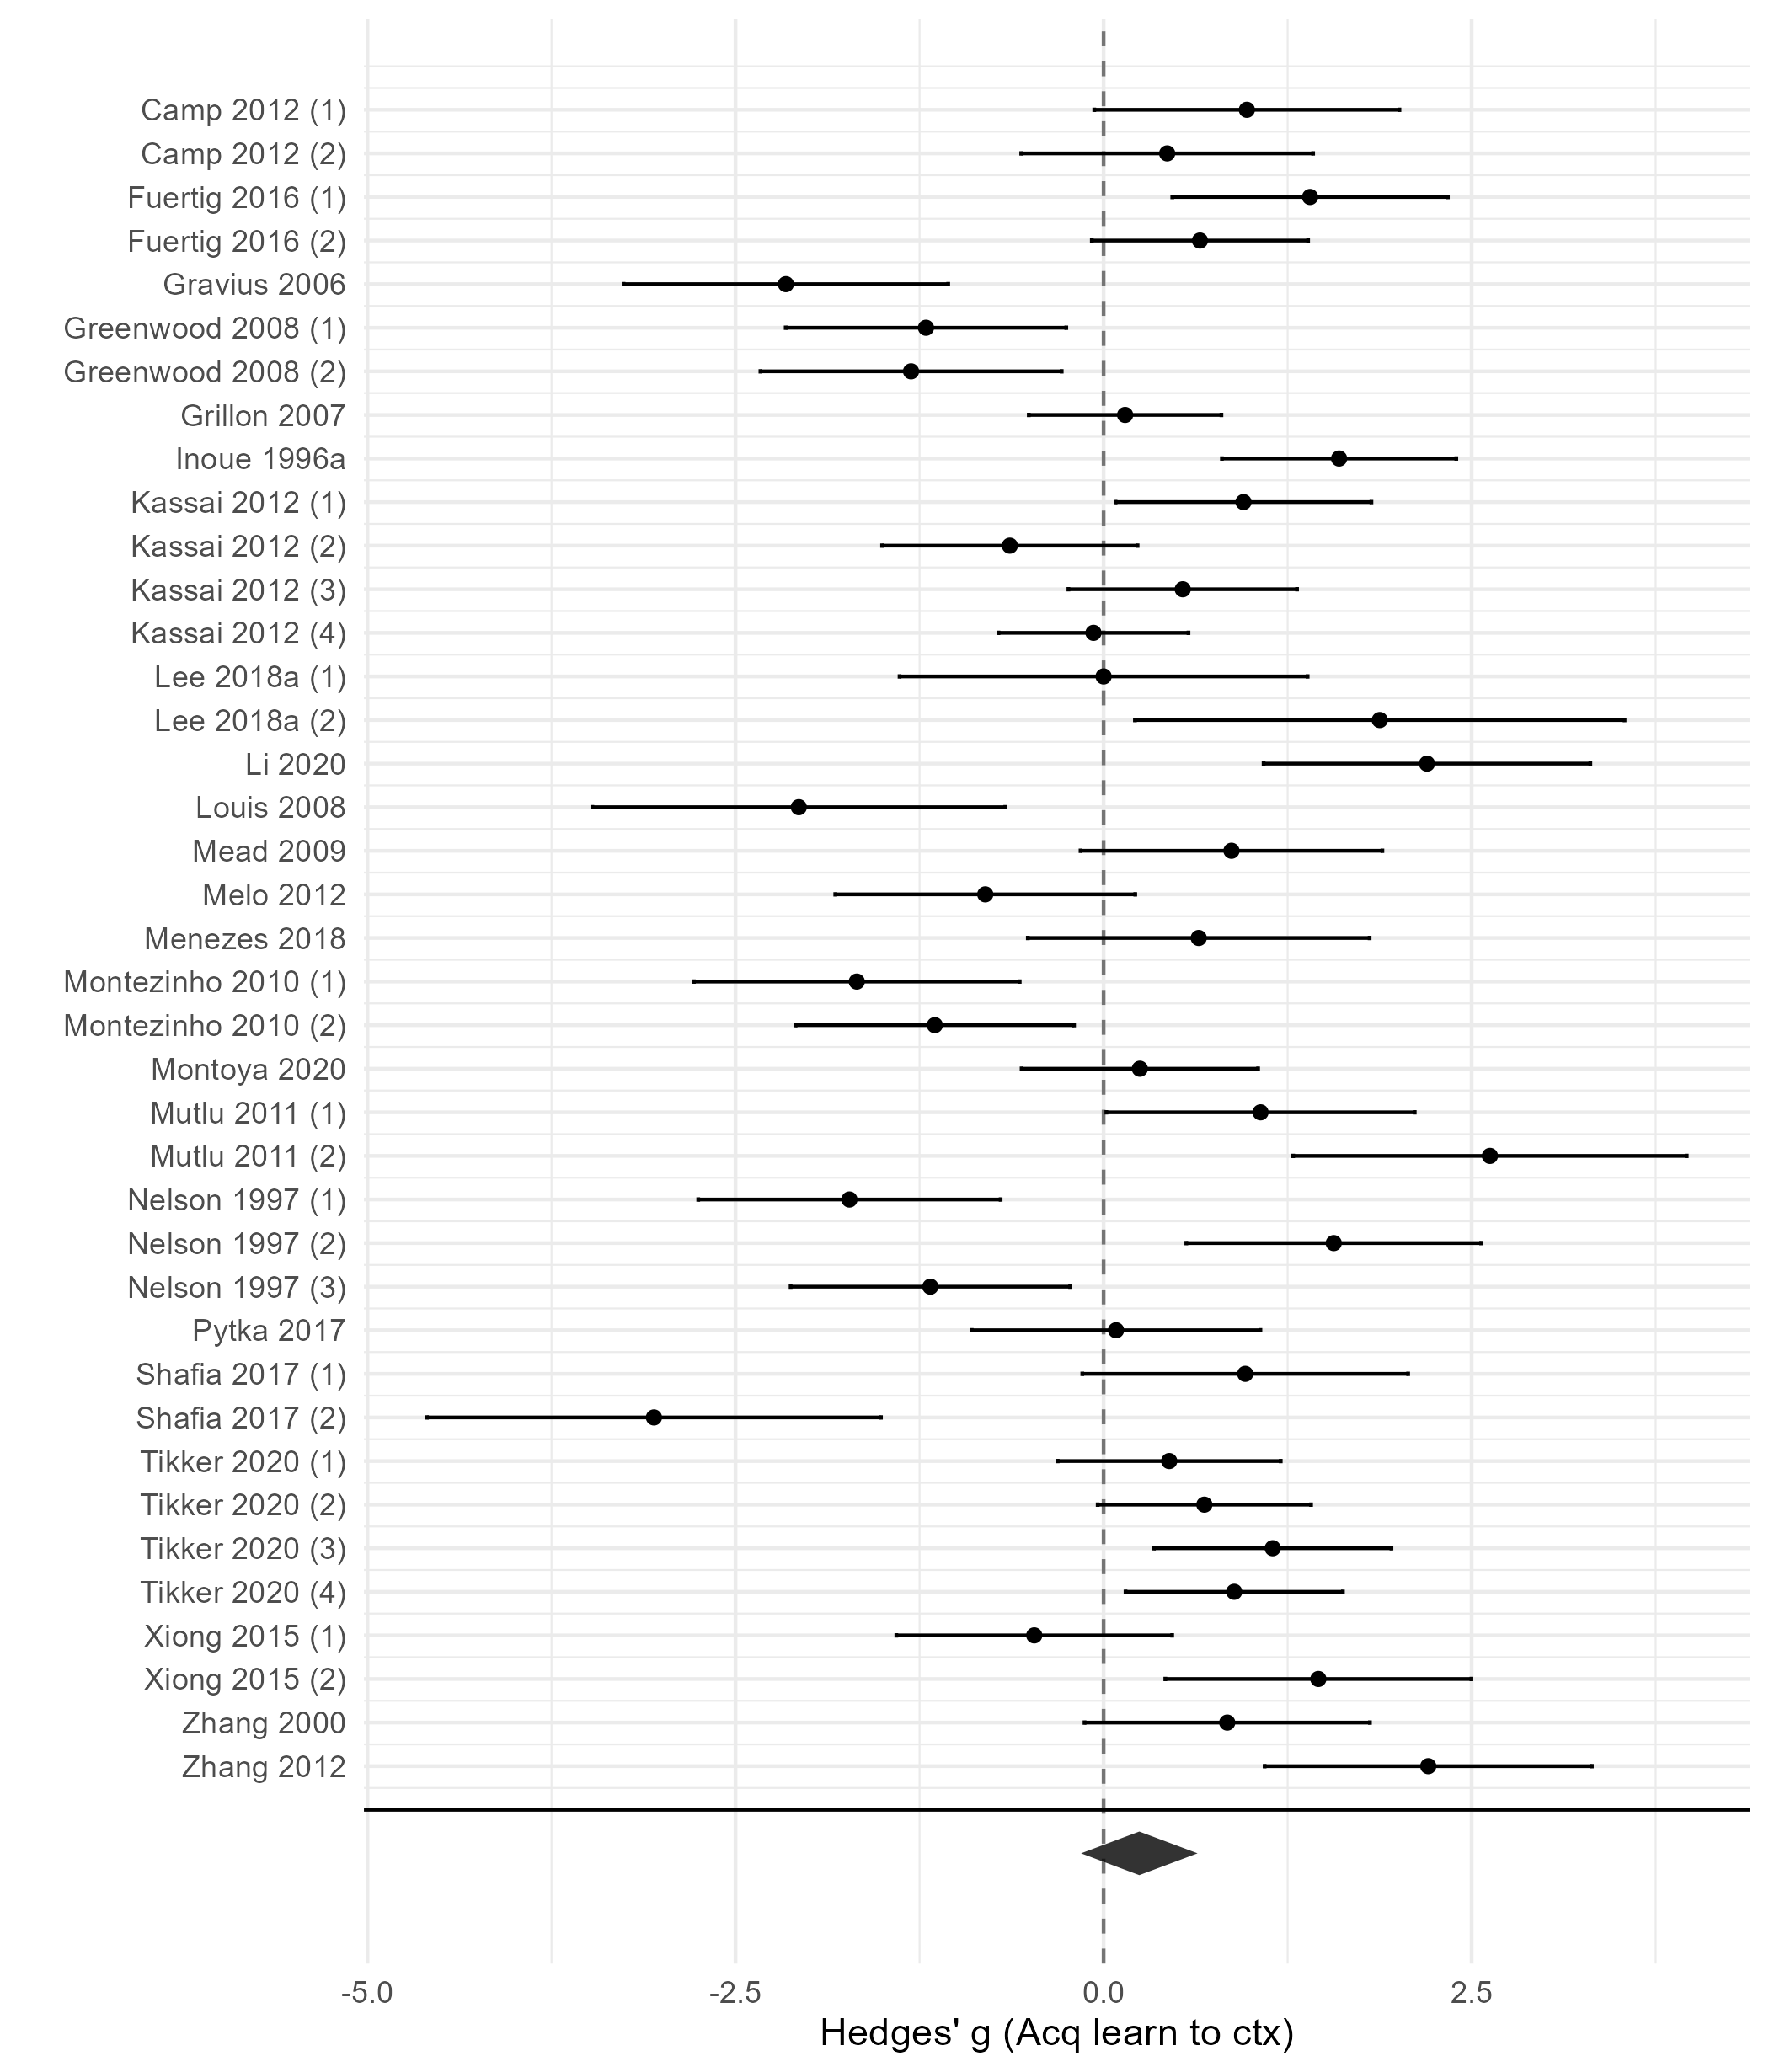 Camp 2012 (1)
Camp 2012 (2)
Fuertig 2016 (1)
Fuertig 2016 (2)
Gravius 2006
Greenwood 2008 (1)
Greenwood 2008 (2)
Grillon 2007
Inoue 1996a
Kassai 2012 (1)
Kassai 2012 (2)
Kassai 2012 (3)
Kassai 2012 (4)
Lee 2018a (1)
Lee 2018a (2)
Li 2020
Louis 2008
Mead 2009
Melo 2012
Menezes 2018
Montezinho 2010 (1)
Montezinho 2010 (2)
Montoya 2020
Mutlu 2011 (1)
Mutlu 2011 (2)
Nelson 1997 (1)
Nelson 1997 (2)
Nelson 1997 (3)
Pytka 2017
Shafia 2017 (1)
Shafia 2017 (2)
Tikker 2020 (1)
Tikker 2020 (2)
Tikker 2020 (3)
Tikker 2020 (4)
Xiong 2015 (1)
Xiong 2015 (2)
Zhang 2000
Zhang 2012
-5.0 -2.5 0.0 2.5
Hedges' g (Acq learn to ctx)